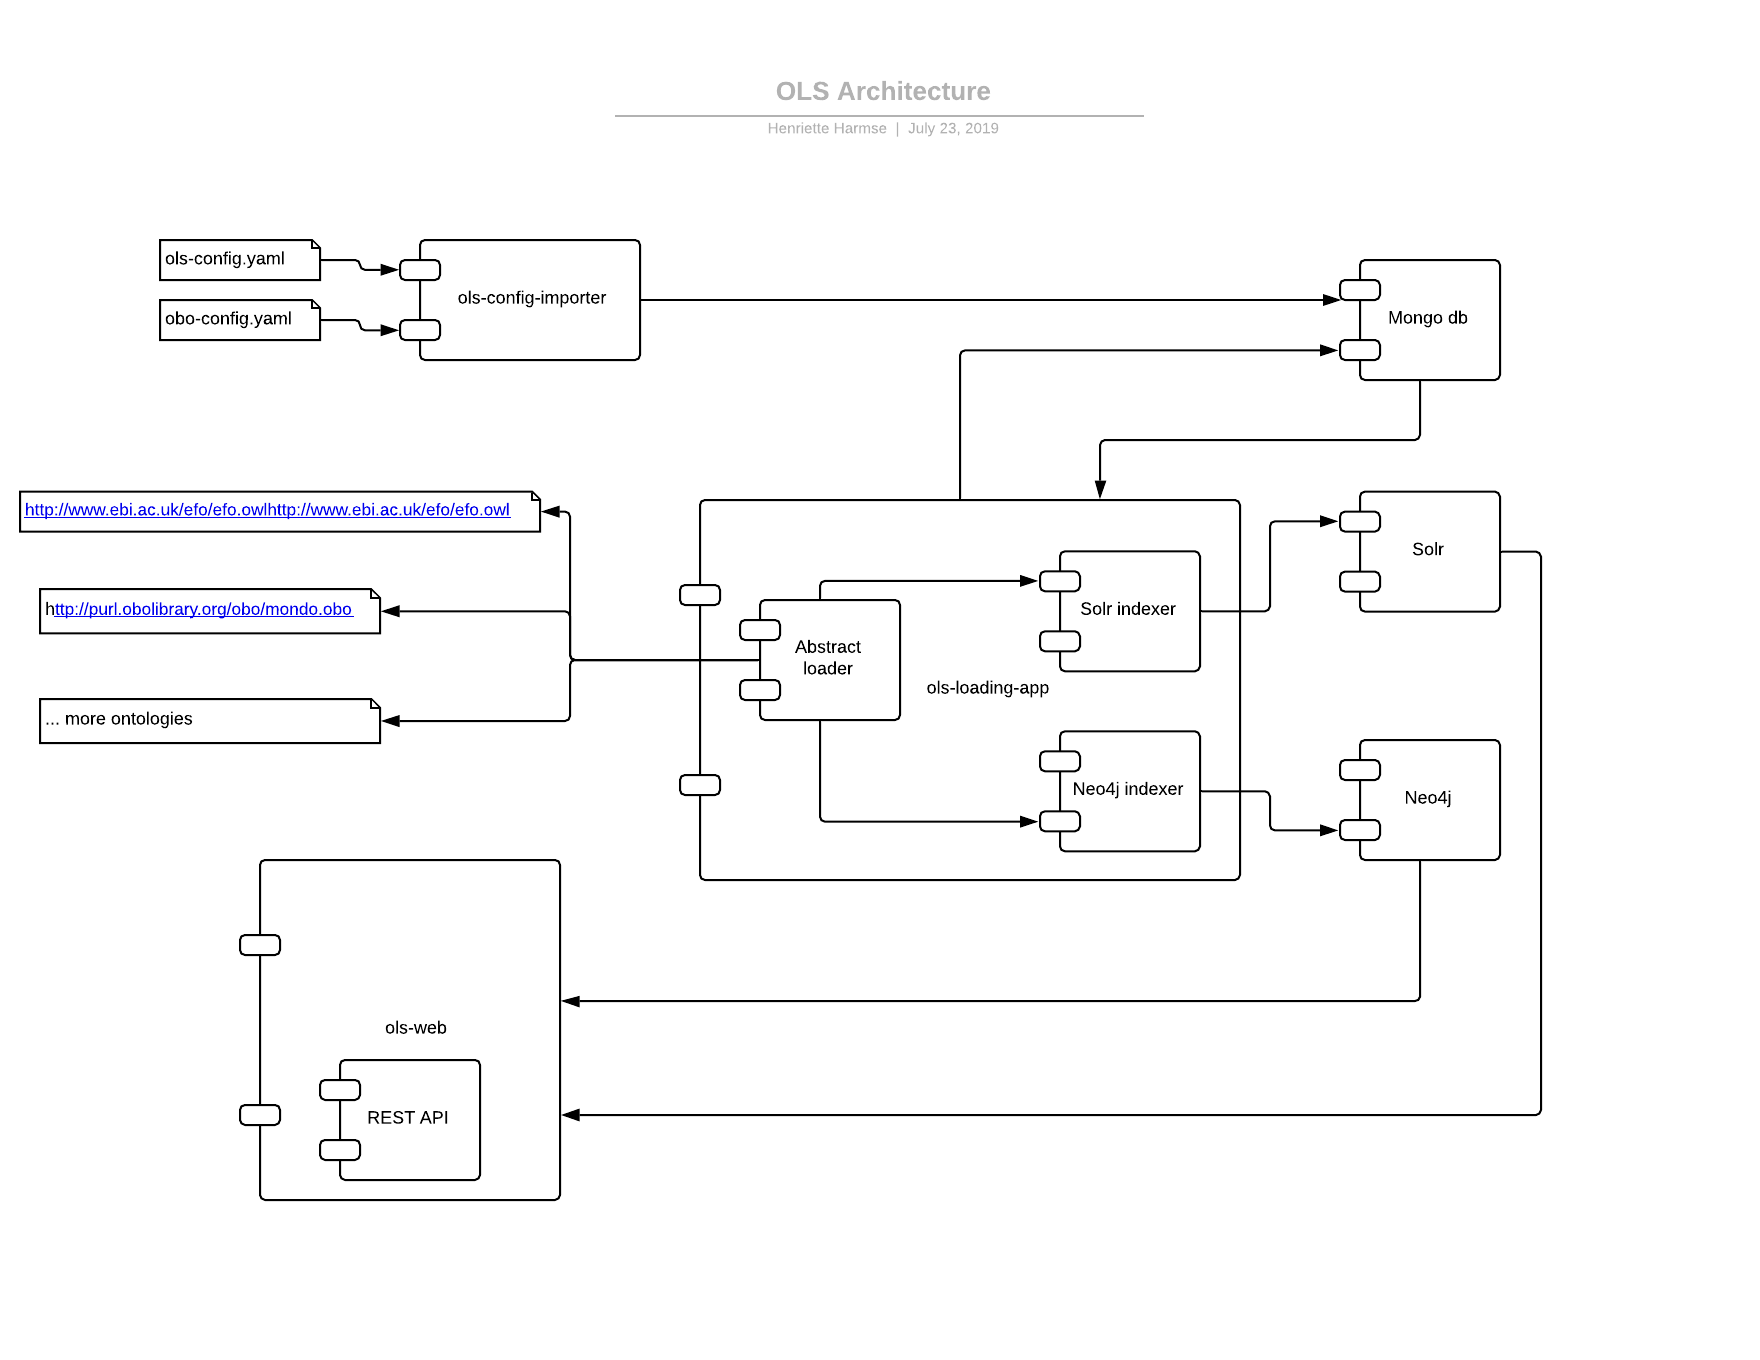 OLS Architecture
Henriette Harmse | July 23, 2019
ols-config.yaml
obo-config.yaml
ols-config-importer
Mongo db
http://www.ebi.ac.uk/efo/efo.owlhttp://www.ebi.ac.uk/efo/efo.owl
http://purl.obolibrary.org/obo/mondo.obo
... more ontologies
Abstract
loader
Solr indexer
ols-loading-app
Neo4j indexer
Solr
Neo4j
ols-web
REST API